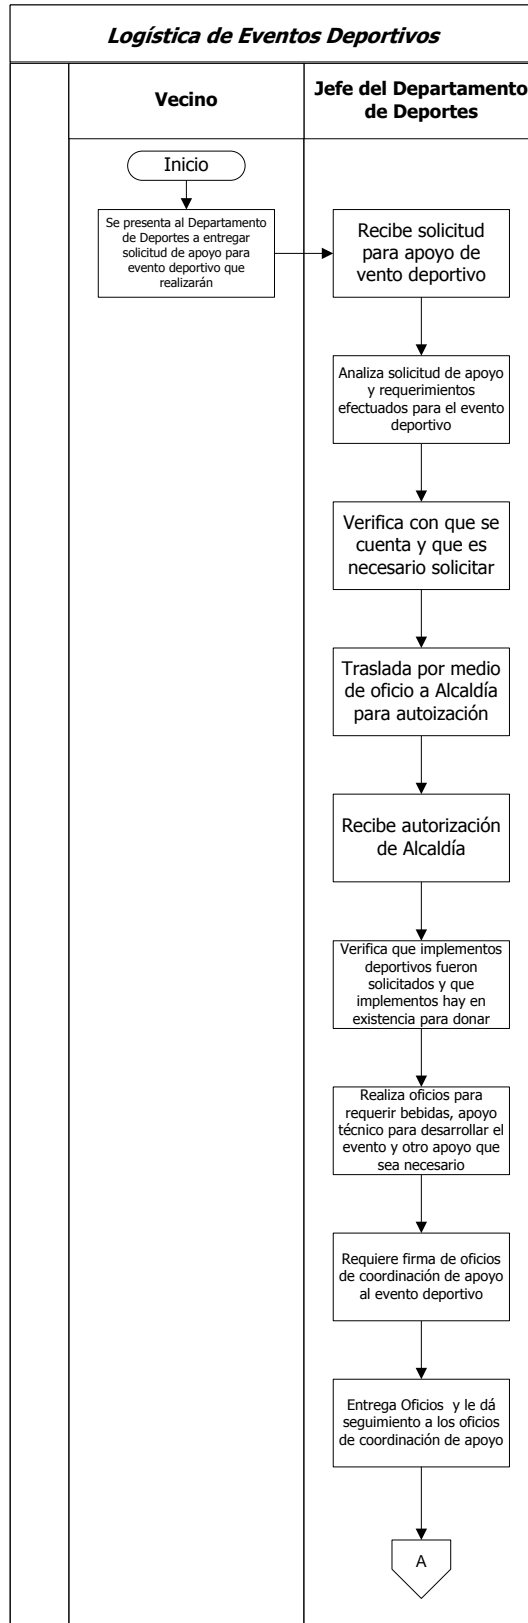 Logística de Eventos Deportivos
Vecino
Jefe del Departamento
de Deportes
Inicio
Se presenta al Departamento
de Deportes a entregar
solicitud de apoyo para
evento deportivo que
realizarán
Recibe solicitud
para apoyo de
vento deportivo
Analiza solicitud de apoyo
y requerimientos
efectuados para el evento
deportivo
Verifica con que se
cuenta y que es
necesario solicitar
Traslada por medio
de oficio a Alcaldía
para autoización
Recibe autorización
de Alcaldía
Verifica que implementos
deportivos fueron
solicitados y que
implementos hay en
existencia para donar
Realiza oficios para
requerir bebidas, apoyo
técnico para desarrollar el
evento y otro apoyo que
sea necesario
Requiere firma de oficios
de coordinación de apoyo
al evento deportivo
Entrega Oficios y le dá
seguimiento a los oficios
de coordinación de apoyo
A